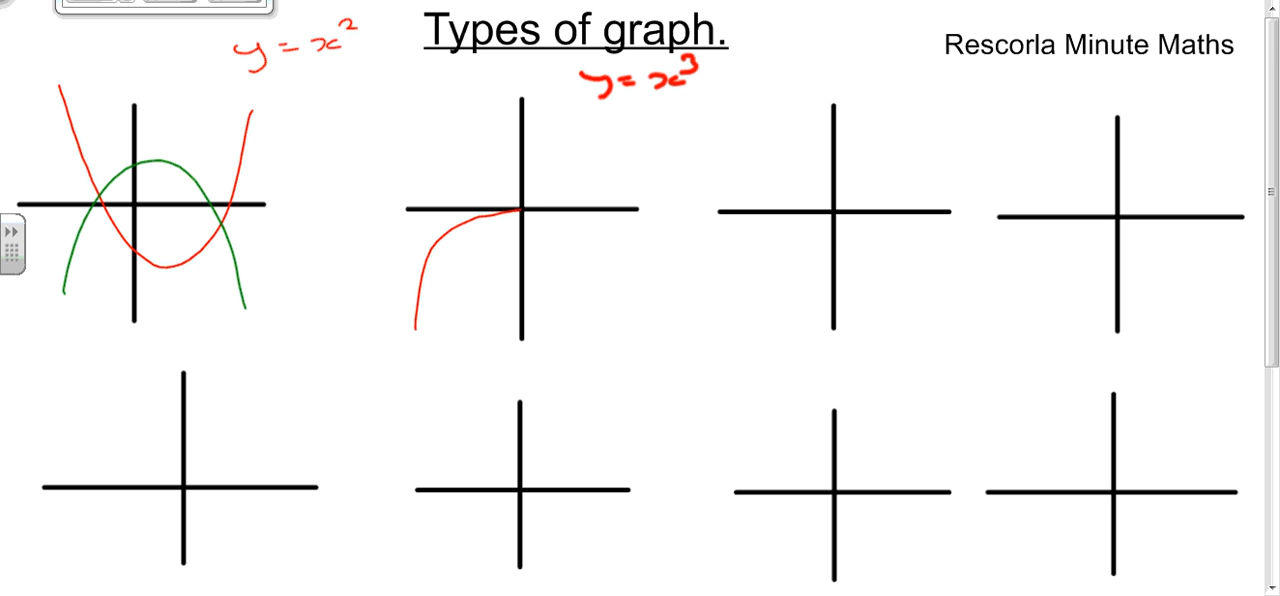 Types of graph.
Rescorla Minute Maths
y = x²
y = x³